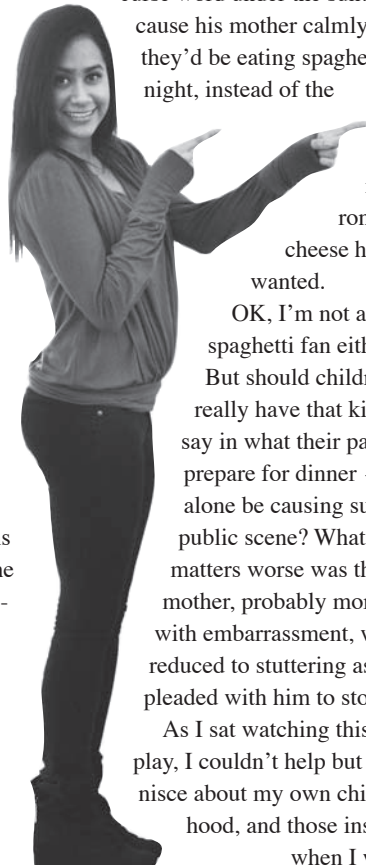 word under the
cause his mother calmly
they’d be eating spaghe
night, instead of the
ron
cheese h
wanted.
OK, I’m not a
spaghetti fan eith
But should childr
really have that ki
say in what their pa
prepare for dinner
alone be causing su
public scene? What
matters worse was th
mother, probably mor
with embarrassment, w
reduced to stuttering as
pleaded with him to sto
As I sat watching this
play, I couldn’t help but
nisce about my own chi
hood, and those ins
when I w